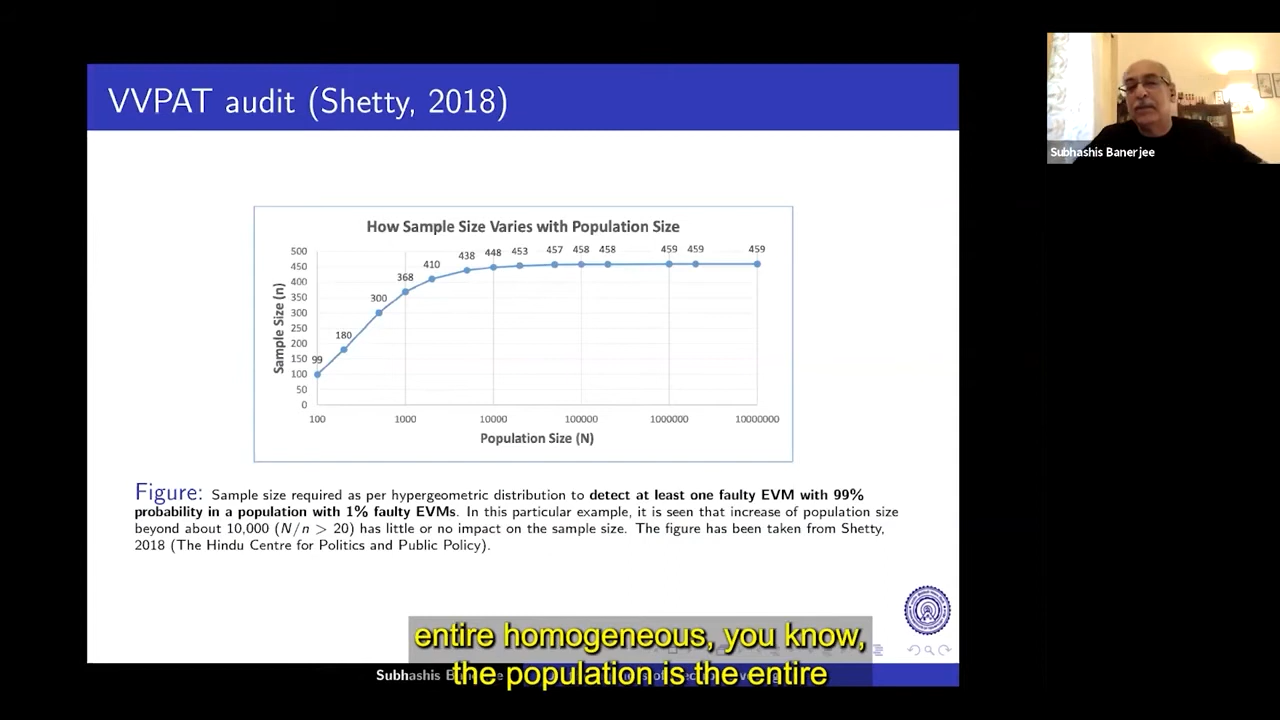 VVPAT audit (Shetty, 2018)
Subhashis Banerjee
How Sample Size Varies with Population Size
Sample Size (n)
500
450
400
350
300
250
200
150
100
50
0
99
180
300
368
410
438
448
453
457
458
458
459
459
459
100
1000
10000
100000
1000000
10000000
Population Size (N)
Figure: Sample size required as per hypergeometric distribution to detect at least one faulty EVM with 99%
probability in a population with 1% faulty EVMs. In this particular example, it is seen that increase of population size
beyond about 10,000 (N/n > 20) has little or no impact on the sample size. The figure has been taken from Shetty,
2018 (The Hindu Centre for Politics and Public Policy).
entire homogeneous, you know,
the population is the entire